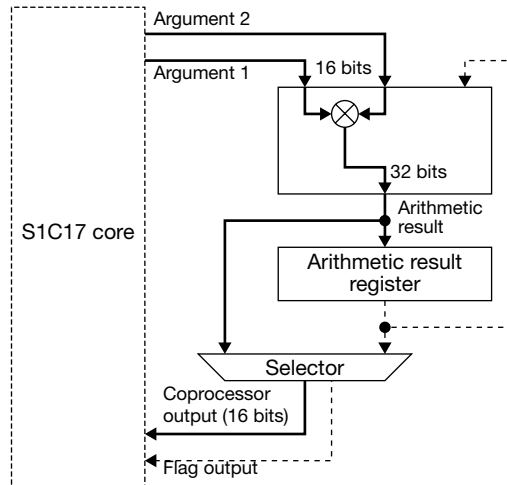 Argument 2
Argument 1
16 bits
32 bits
Arithmetic
result
S1C17 core
Arithmetic result
register
Selector
Coprocessor
output (16 bits)
Flag output